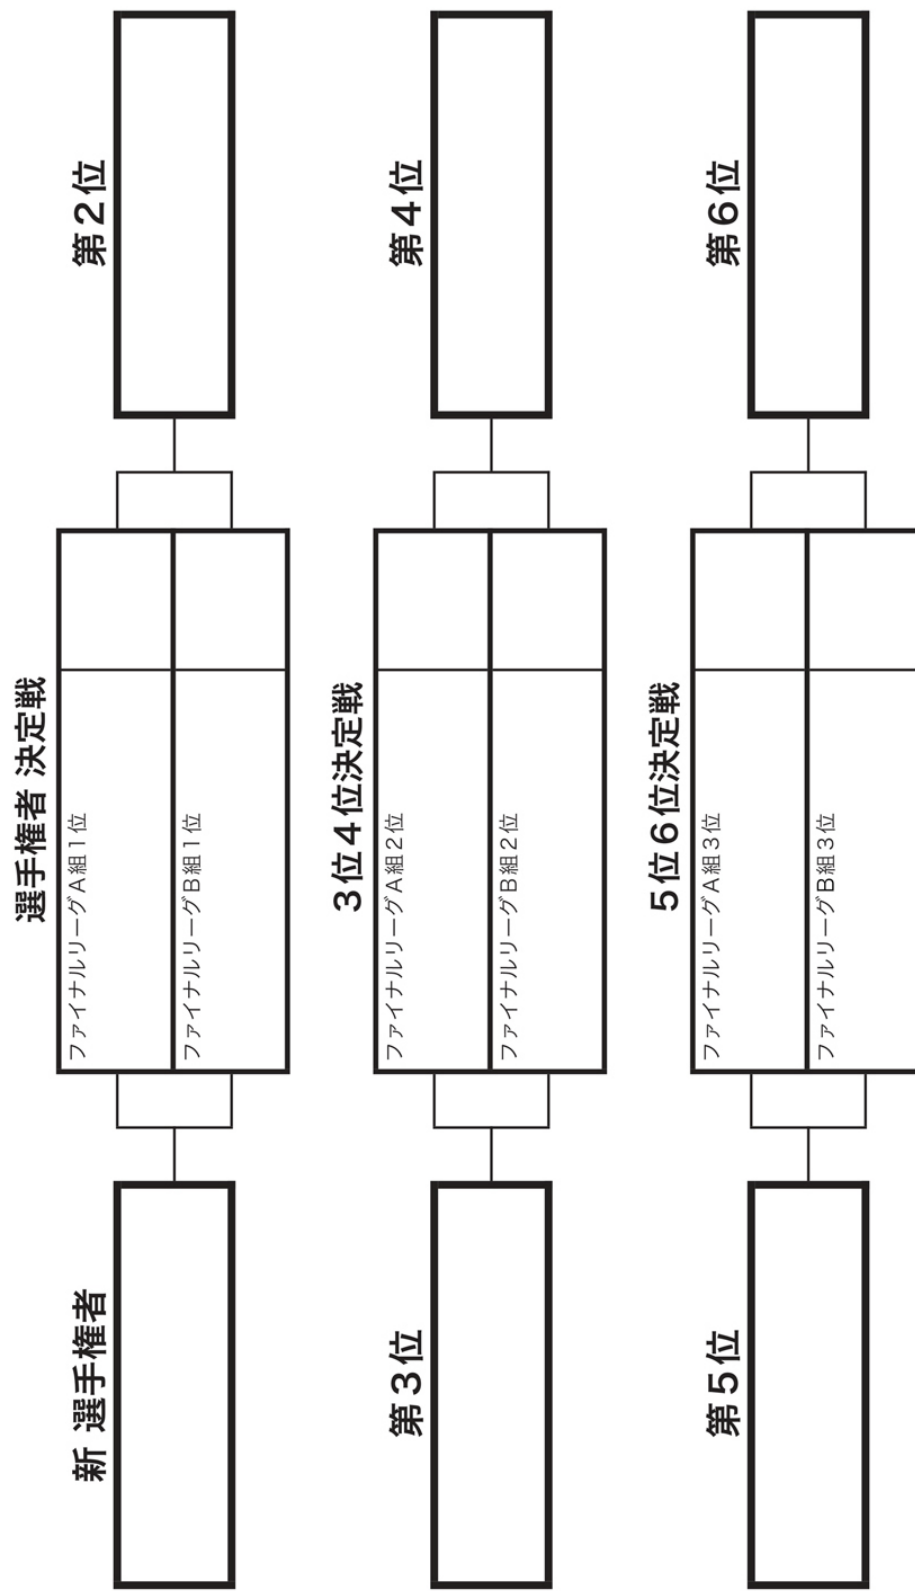 選手権者 決定戦
新 選手権者
ファイナルリーグA組1位
ファイナルリーグB組1位
第2位
3位4位決定戦
第3位
ファイナルリーグA組2位
ファイナルリーグB組2位
第4位
5位6位決定戦
第5位
ファイナルリーグA組3位
ファイナルリーグB組3位
第6位